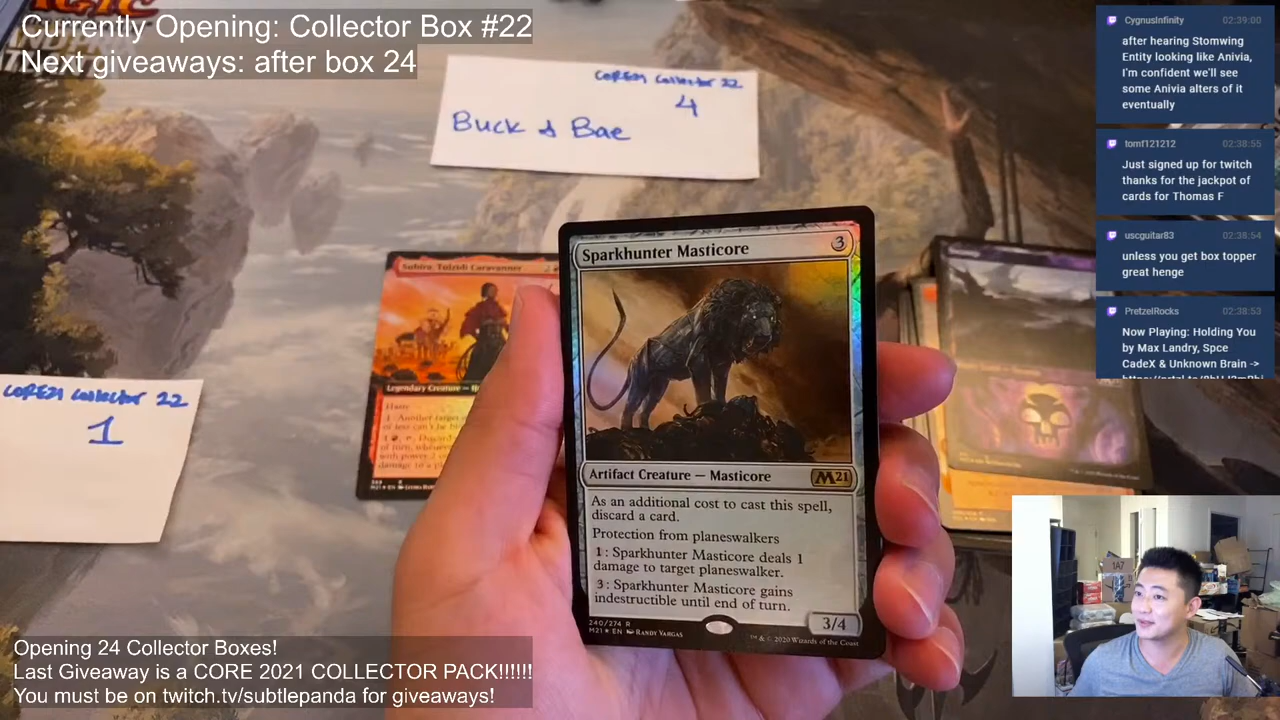 Currently Opening: Collector Box #22
Next giveaways: after box 24
CORE21 Collector 22
4
Buck & Bae
CORE21 Collector 22
1
Subira, Tulzidi Caravanner
Legendary Creature
Haste
Sparkhunter Masticore
3
Artifact Creature — Masticore
M21
As an additional cost to cast this spell,
discard a card.
Protection from planeswalkers
1: Sparkhunter Masticore deals 1
damage to target planeswalker.
3: Sparkhunter Masticore gains
indestructible until end of turn.
3/4
240/274 R
M21 ★ EN RANDY VARGAS
™ & © 2020 Wizards of the Coast
CygnusInfinity 02:39:00
after hearing Stomwing
Entity looking like Anivia,
I'm confident we'll see
some Anivia alters of it
eventually
tomf121212 02:38:55
Just signed up for twitch
thanks for the jackpot of
cards for Thomas F
uscguitar83 02:38:54
unless you get box topper
great henge
PretzelRocks 02:38:53
Now Playing: Holding You
by Max Landry, Spce
CadeX & Unknown Brain ->
1A7
Opening 24 Collector Boxes!
Last Giveaway is a CORE 2021 COLLECTOR PACK!!!!!!
You must be on twitch.tv/subtlepanda for giveaways!